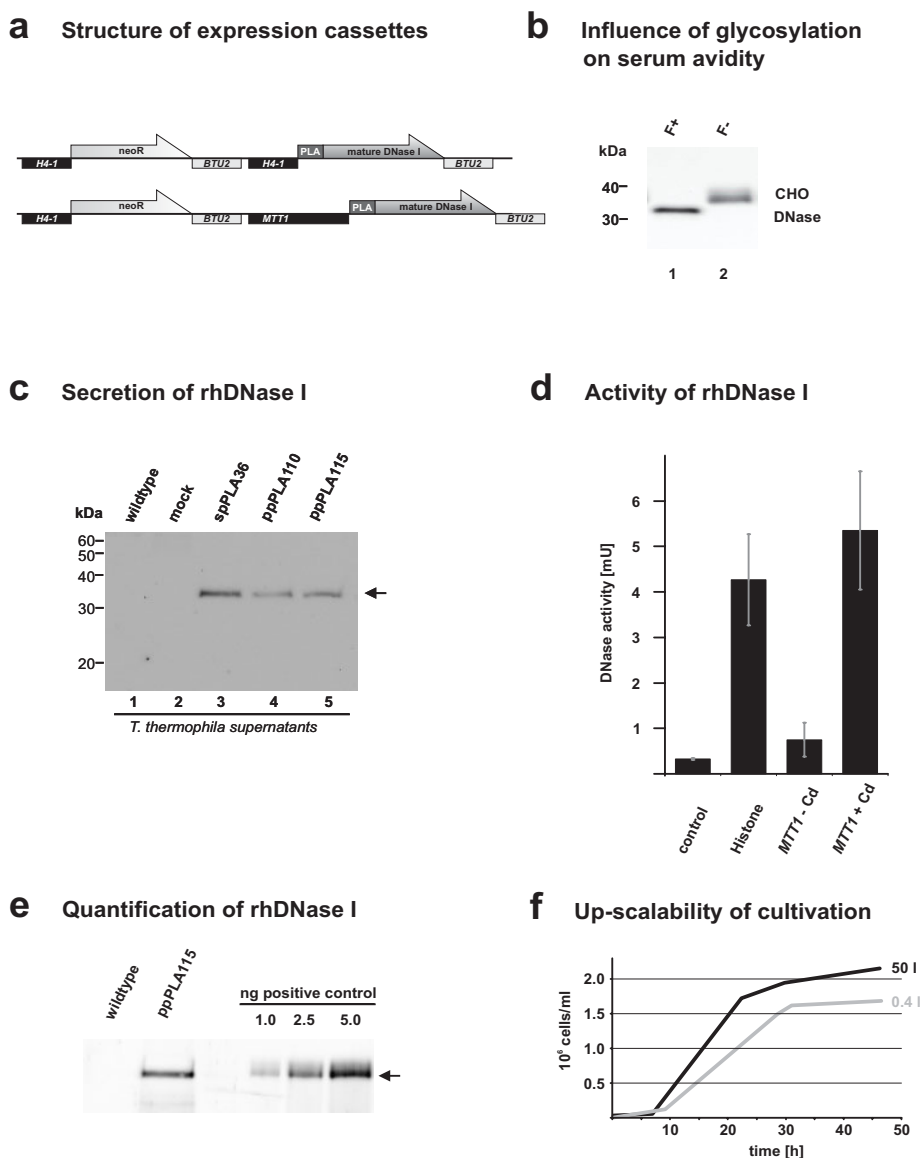 a Structure of expression cassettes
neoR PLA mature DNase I
H4-1 BTU2 H4-1 BTU2
neoR PLA mature DNase I
H4-1 BTU2 MTT1 BTU2
b Influence of glycosylation
on serum avidity
F+ F-
kDa
40
30
CHO
DNase
1 2
c Secretion of rhDNase I
wildtype mock spPLA36 ppPLA110 ppPLA115
kDa
60
50
40
30
20
1 2 3 4 5
T. thermophila supernatants
d Activity of rhDNase I
DNase activity [mU]
6
5
4
3
2
1
control Histone MTT1 - Cd MTT1 + Cd
e Quantification of rhDNase I
wildtype ppPLA115
ng positive control
1.0 2.5 5.0
f Up-scalability of cultivation
10⁶ cells/ml
2.0
1.5
1.0
0.5
50 l
0.4 l
10 20 30 40 50
time [h]